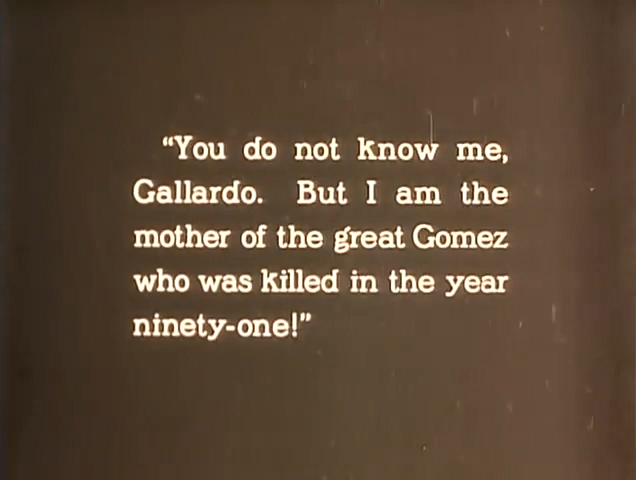 “You do not know me,
Gallardo. But I am the
mother of the great Gomez
who was killed in the year
ninety-one!”